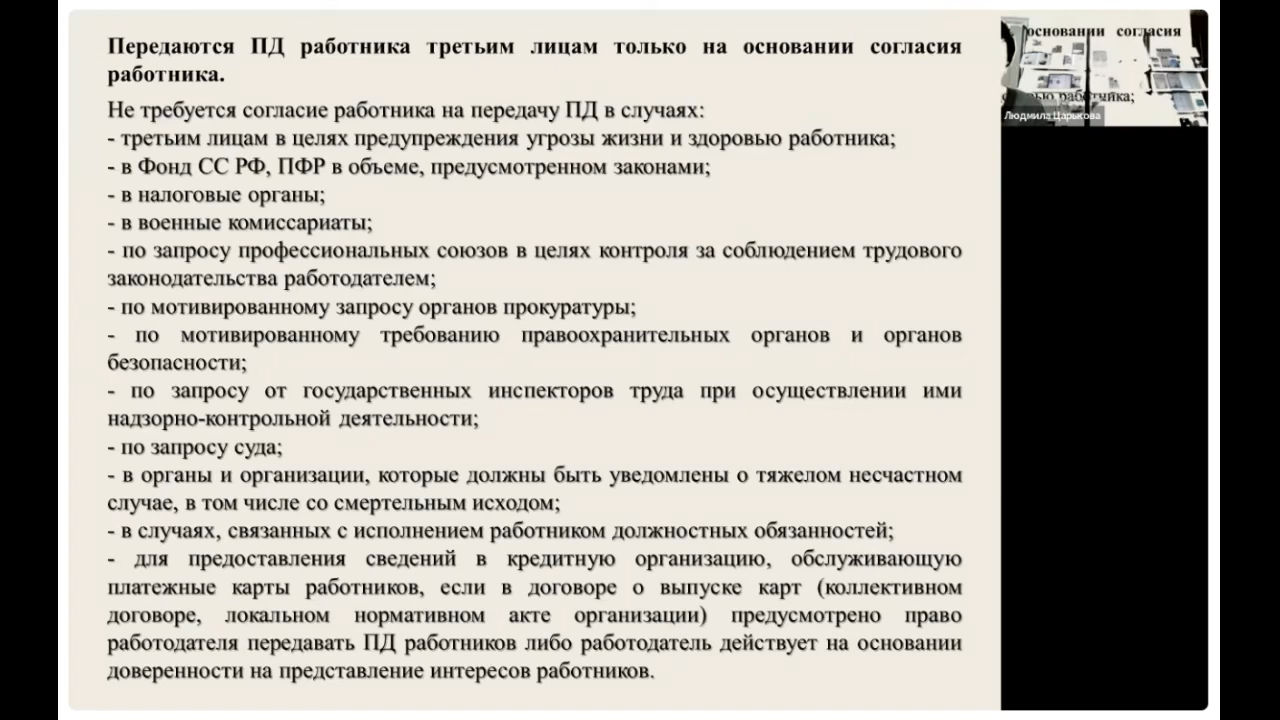 Передаются ПД работника третьим лицам только на основании согласия
работника.
Не требуется согласие работника на передачу ПД в случаях:
- третьим лицам в целях предупреждения угрозы жизни и здоровью работника;
- в Фонд СС РФ, ПФР в объеме, предусмотренном законами;
- в налоговые органы;
- в военные комиссариаты;
- по запросу профессиональных союзов в целях контроля за соблюдением трудового
законодательства работодателем;
- по мотивированному запросу органов прокуратуры;
- по мотивированному требованию правоохранительных органов и органов
безопасности;
- по запросу от государственных инспекторов труда при осуществлении ими
надзорно-контрольной деятельности;
- по запросу суда;
- в органы и организации, которые должны быть уведомлены о тяжелом несчастном
случае, в том числе со смертельным исходом;
- в случаях, связанных с исполнением работником должностных обязанностей;
- для предоставления сведений в кредитную организацию, обслуживающую
платежные карты работников, если в договоре о выпуске карт (коллективном
договоре, локальном нормативном акте организации) предусмотрено право
работодателя передавать ПД работников либо работодатель действует на основании
доверенности на представление интересов работников.
основании согласия
работника;
Людмила Царькова